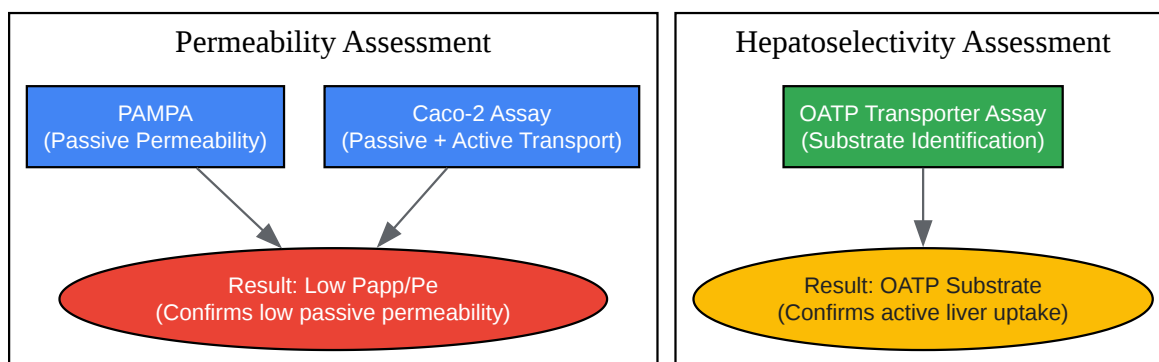 Permeability Assessment
PAMPA
(Passive Permeability)
Caco-2 Assay
(Passive + Active Transport)
Result: Low Papp/Pe
(Confirms low passive permeability)
Hepatoselectivity Assessment
OATP Transporter Assay
(Substrate Identification)
Result: OATP Substrate
(Confirms active liver uptake)